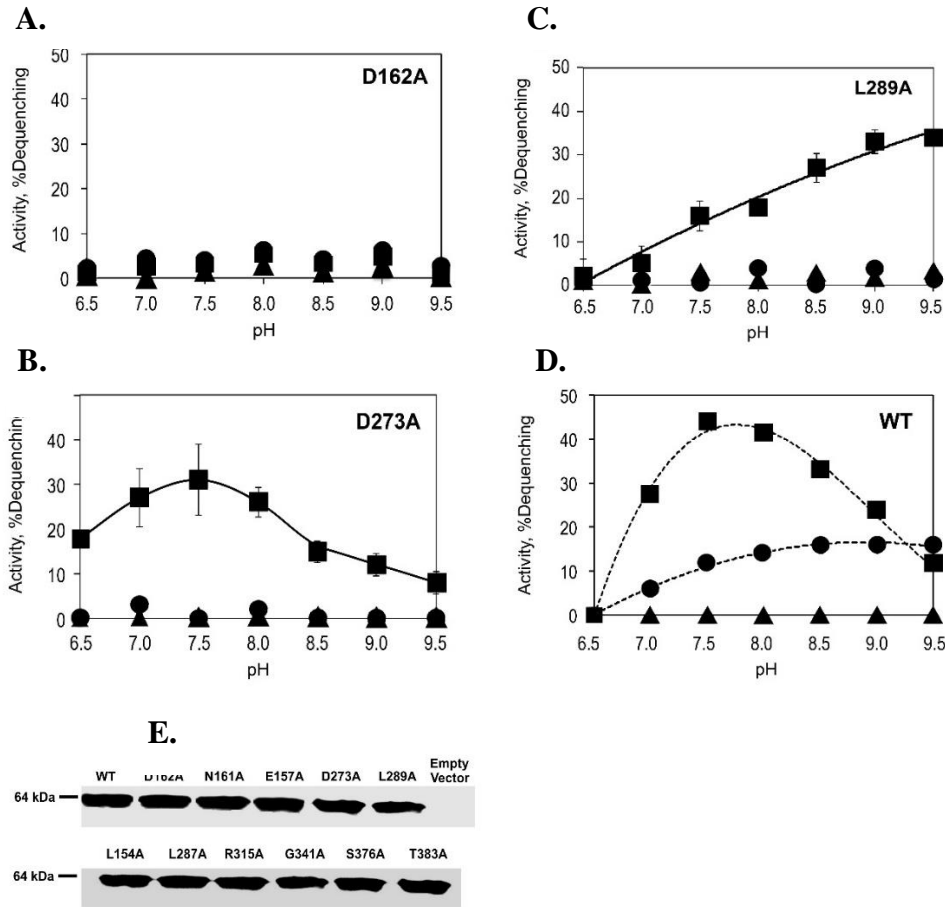 A.
50
40
30
20
10
0
Activity, %Dequenching
D162A
6.5 7.0 7.5 8.0 8.5 9.0 9.5
pH
C.
50
40
30
20
10
0
Activity, %Dequenching
L289A
6.5 7.0 7.5 8.0 8.5 9.0 9.5
pH
B.
40
30
20
10
0
Activity, %Dequenching
D273A
6.5 7.0 7.5 8.0 8.5 9.0 9.5
pH
D.
50
40
30
20
10
0
Activity, %Dequenching
WT
6.5 7.0 7.5 8.0 8.5 9.0 9.5
pH
E.
WT D162A N161A E157A D273A L289A Empty Vector
64 kDa
L154A L287A R315A G341A S376A T383A
64 kDa